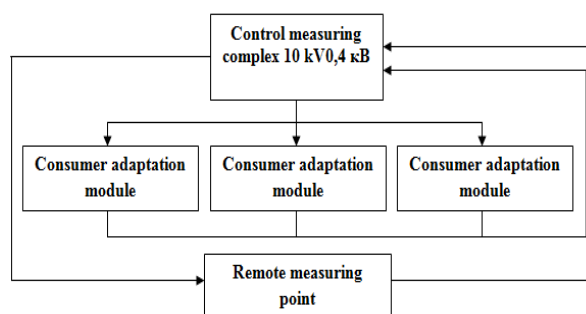 Control measuring
complex 10 kV0,4 кВ
Consumer adaptation
module
Consumer adaptation
module
Consumer adaptation
module
Remote measuring
point